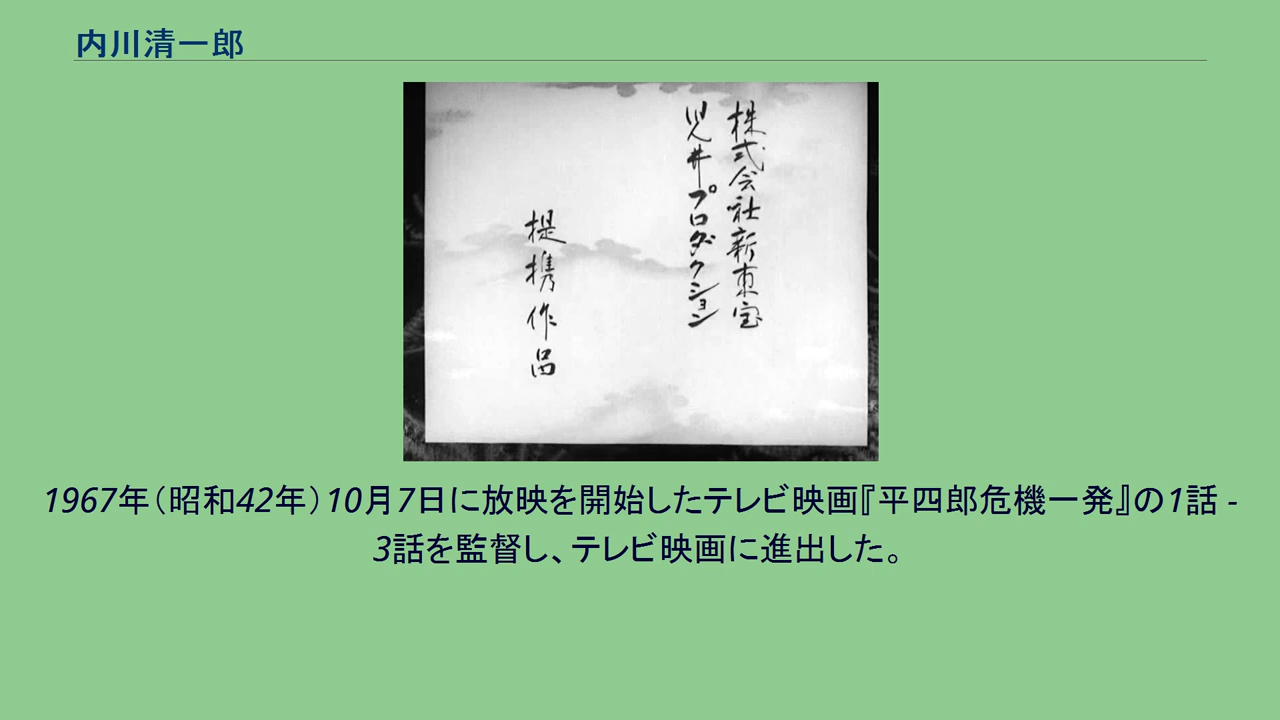 内川清一郎
株式会社新東宝
児井プロダクション
提携作品
1967年（昭和42年）10月7日に放映を開始したテレビ映画『平四郎危機一発』の1話 -
3話を監督し、テレビ映画に進出した。